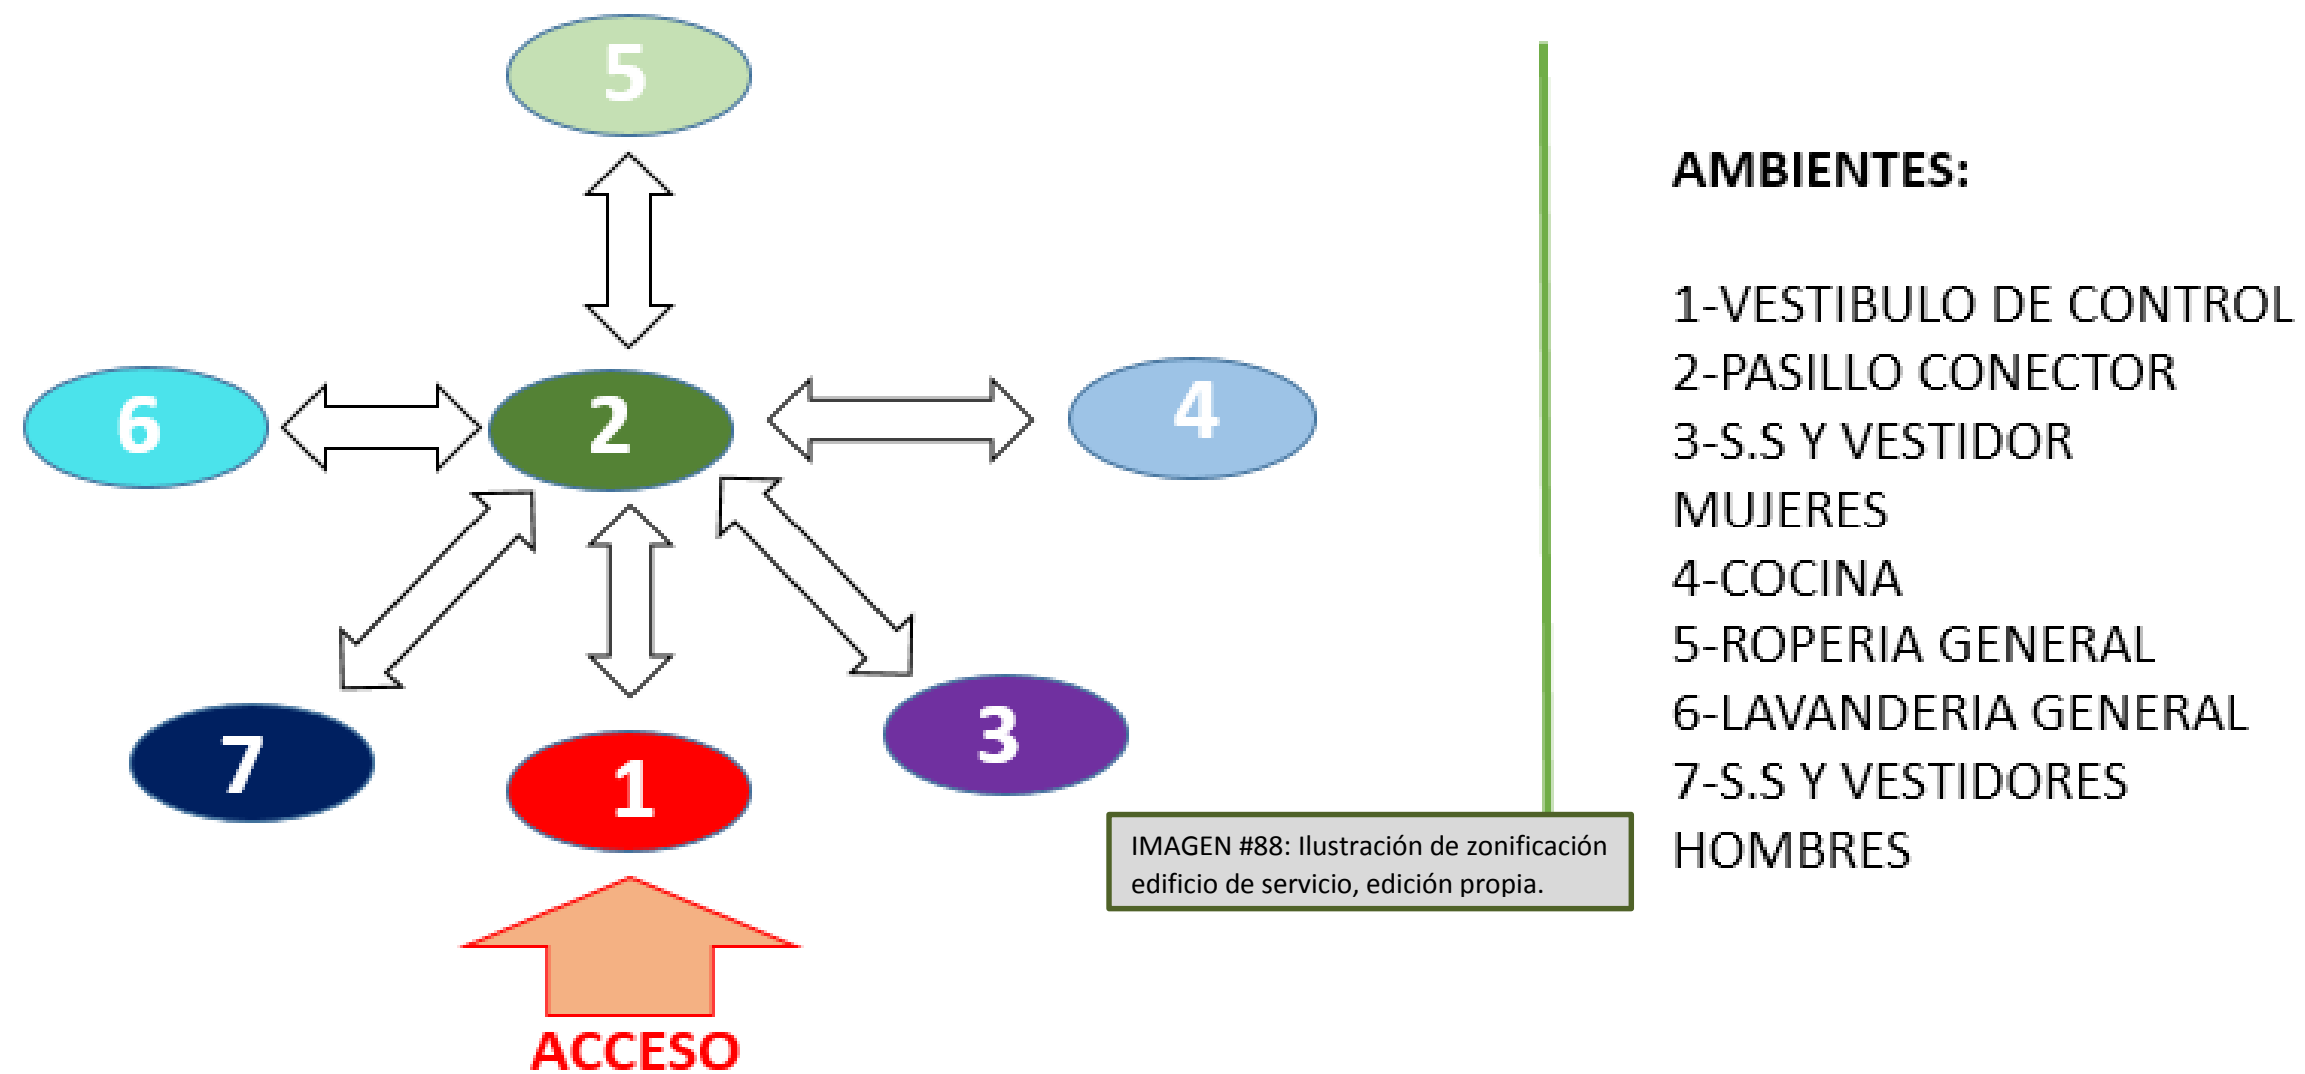 5
6
2
4
7
1
3
ACCESO
AMBIENTES:
1-VESTIBULO DE CONTROL
2-PASILLO CONECTOR
3-S.S Y VESTIDOR
MUJERES
4-COCINA
5-ROPERIA GENERAL
6-LAVANDERIA GENERAL
7-S.S Y VESTIDORES
HOMBRES
IMAGEN #88: Ilustración de zonificación
edificio de servicio, edición propia.